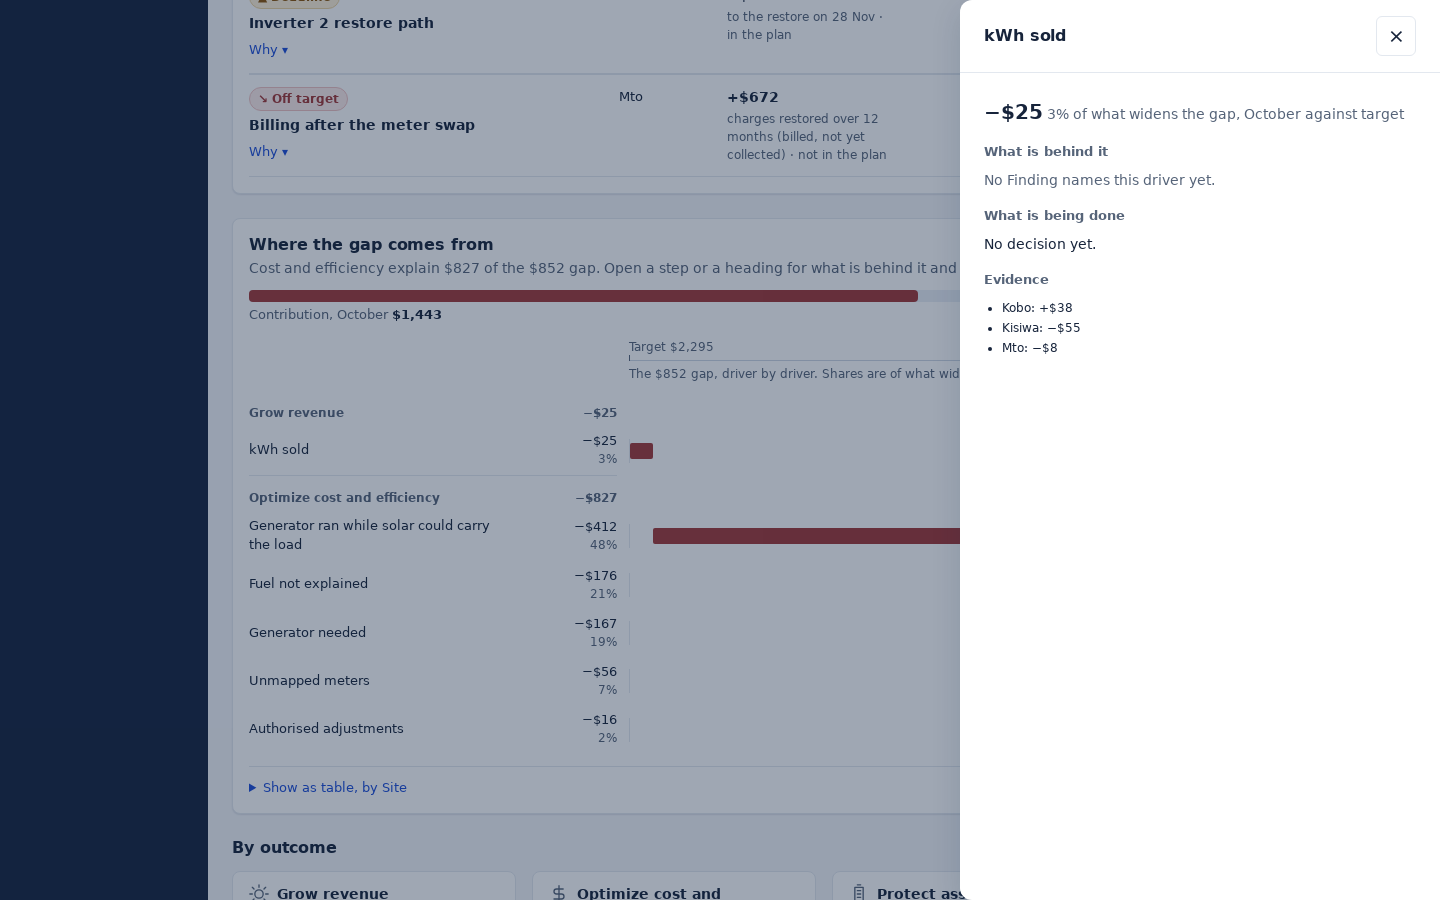 Inverter 2 restore path
Why ▾
to the restore on 28 Nov ·
in the plan
↘ Off target
Billing after the meter swap
Why ▾
Mto
+$672
charges restored over 12
months (billed, not yet
collected) · not in the plan
Where the gap comes from
Cost and efficiency explain $827 of the $852 gap. Open a step or a heading for what is behind it and
Contribution, October $1,443
Target $2,295
The $852 gap, driver by driver. Shares are of what wid
Grow revenue −$25
kWh sold −$25
3%
Optimize cost and efficiency −$827
Generator ran while solar could carry
the load
−$412
48%
Fuel not explained −$176
21%
Generator needed −$167
19%
Unmapped meters −$56
7%
Authorised adjustments −$16
2%
▶ Show as table, by Site
By outcome
Grow revenue
Optimize cost and
Protect ass
kWh sold
−$25 3% of what widens the gap, October against target
What is behind it
No Finding names this driver yet.
What is being done
No decision yet.
Evidence
• Kobo: +$38
• Kisiwa: −$55
• Mto: −$8